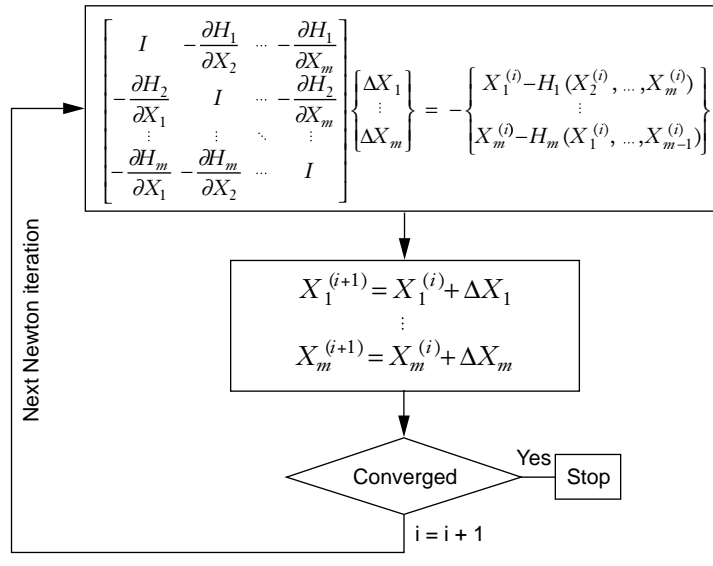 [ I −∂H₁/∂X₂ ⋯ −∂H₁/∂Xₘ ]
[ −∂H₂/∂X₁ I ⋯ −∂H₂/∂Xₘ ] { ΔX₁ } = − { X₁⁽ⁱ⁾−H₁(X₂⁽ⁱ⁾, …,Xₘ⁽ⁱ⁾) }
[ ⋮ ⋮ ⋱ ⋮ ] { ⋮ } { ⋮ }
[ −∂Hₘ/∂X₁ −∂Hₘ/∂X₂ ⋯ I ] { ΔXₘ } { Xₘ⁽ⁱ⁾−Hₘ(X₁⁽ⁱ⁾, …,Xₘ₋₁⁽ⁱ⁾) }
X₁⁽ⁱ⁺¹⁾ = X₁⁽ⁱ⁾ + ΔX₁
⋮
Xₘ⁽ⁱ⁺¹⁾ = Xₘ⁽ⁱ⁾ + ΔXₘ
Next Newton iteration
Converged
Yes
Stop
i = i + 1